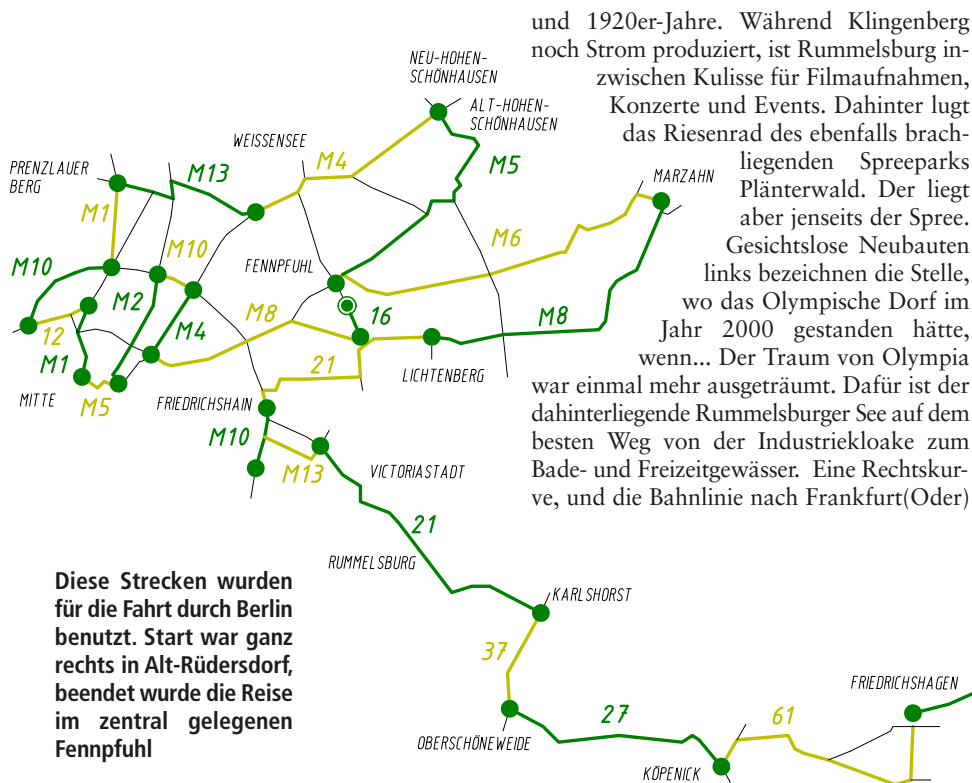 und 1920er-Jahre. Während Klingenberg
noch Strom produziert, ist Rummelsburg in-
zwischen Kulisse für Filmaufnahmen,
Konzerte und Events. Dahinter lugt
das Riesenrad des ebenfalls brach-
liegenden Spreeparks
Plänterwald. Der liegt
aber jenseits der Spree.
Gesichtslose Neubauten
links bezeichnen die Stelle,
wo das Olympische Dorf im
Jahr 2000 gestanden hätte,
wenn... Der Traum von Olympia
war einmal mehr ausgeträumt. Dafür ist der
dahinterliegende Rummelsburger See auf dem
besten Weg von der Industriekloake zum
Bade- und Freizeitgewässer. Eine Rechtskur-
ve, und die Bahnlinie nach Frankfurt(Oder)
NEU-HOHEN-
SCHÖNHAUSEN
ALT-HOHEN-
SCHÖNHAUSEN
WEISSENSEE
PRENZLAUER
BERG
M13
M4
M5
MARZAHN
M1
M10
M6
M10
FENNPFUHL
M2
M8
16
M8
12
M4
M1
21
LICHTENBERG
MITTE
M5
FRIEDRICHSHAIN
M10
M13
VICTORIASTADT
21
RUMMELSBURG
KARLSHORST
37
FRIEDRICHSHAGEN
27
61
OBERSCHÖNEWEIDE
KÖPENICK
Diese Strecken wurden
für die Fahrt durch Berlin
benutzt. Start war ganz
rechts in Alt-Rüdersdorf,
beendet wurde die Reise
im zentral gelegenen
Fennpfuhl